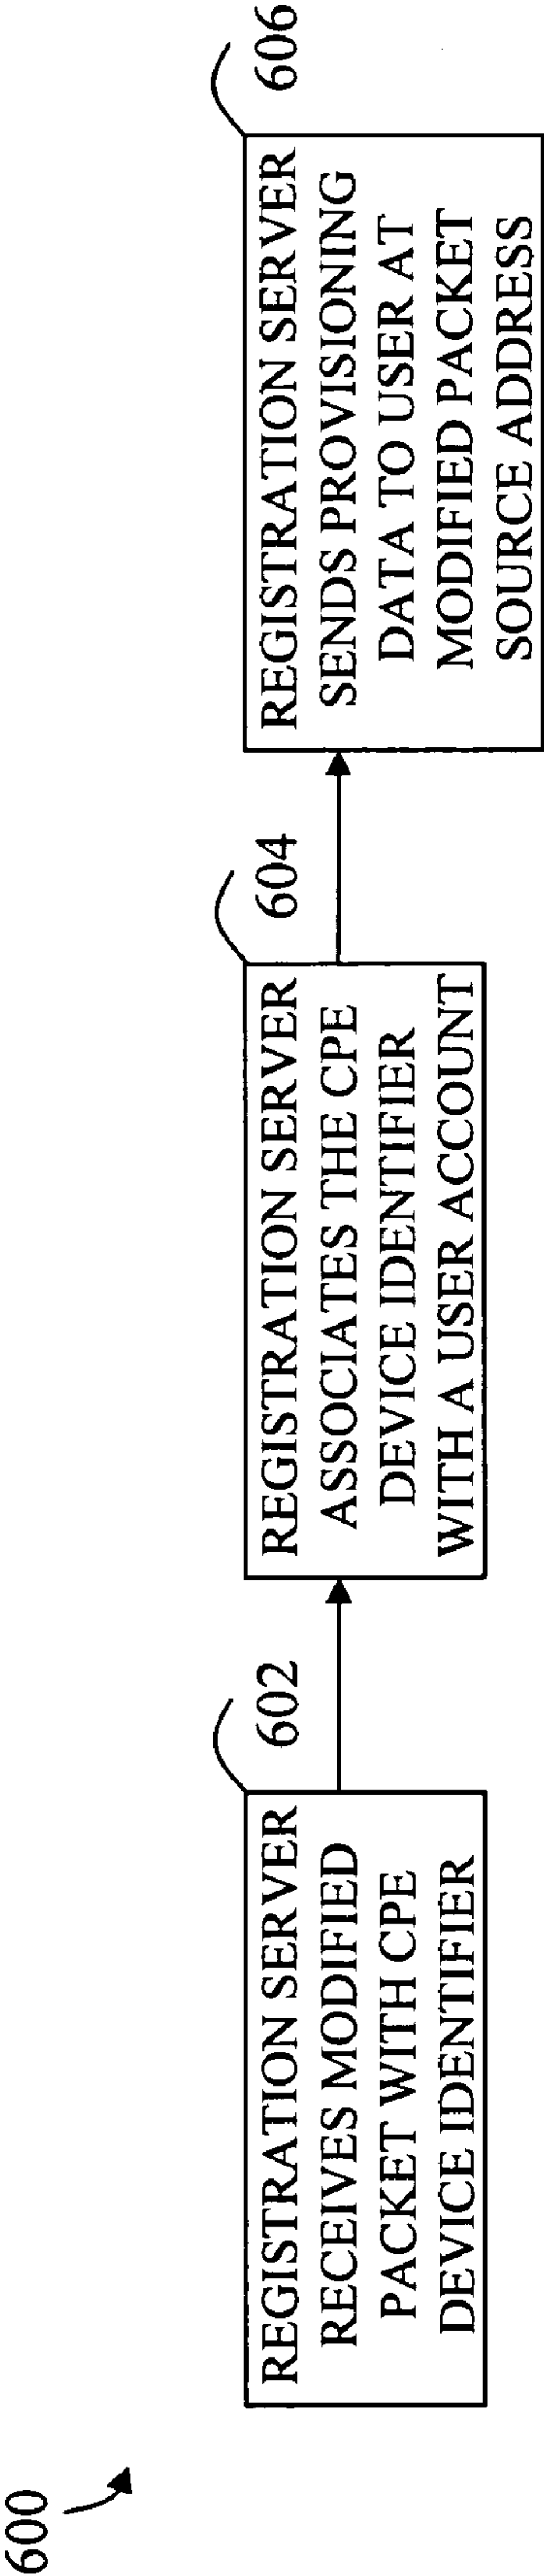 600
602
REGISTRATION SERVER
RECEIVES MODIFIED
PACKET WITH CPE
DEVICE IDENTIFIER
604
REGISTRATION SERVER
ASSOCIATES THE CPE
DEVICE IDENTIFIER
WITH A USER ACCOUNT
606
REGISTRATION SERVER
SENDS PROVISIONING
DATA TO USER AT
MODIFIED PACKET
SOURCE ADDRESS